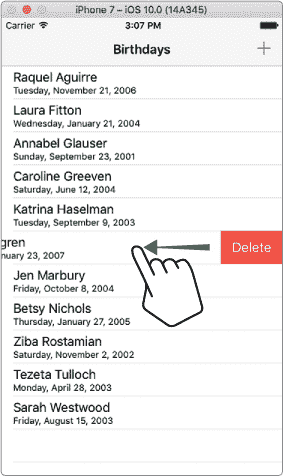 iPhone 7 – iOS 10.0 (14A345)
Carrier 3:07 PM
Birthdays +
Raquel Aguirre
Tuesday, November 21, 2006
Laura Fitton
Wednesday, January 21, 2004
Annabel Glauser
Sunday, September 23, 2001
Caroline Greeven
Saturday, June 12, 2004
Katrina Haselman
Tuesday, September 9, 2003
gren
nuary 23, 2007
Delete
Jen Marbury
Friday, October 8, 2004
Betsy Nichols
Thursday, January 27, 2005
Ziba Rostamian
Saturday, November 2, 2002
Tezeta Tulloch
Monday, April 28, 2003
Sarah Westwood
Friday, August 15, 2003